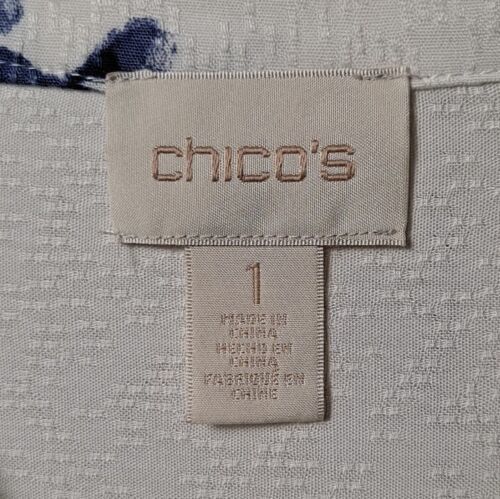 chico's
1
MADE IN
CHINA
HECHO EN
CHINA
FABRIQUÉ EN
CHINE